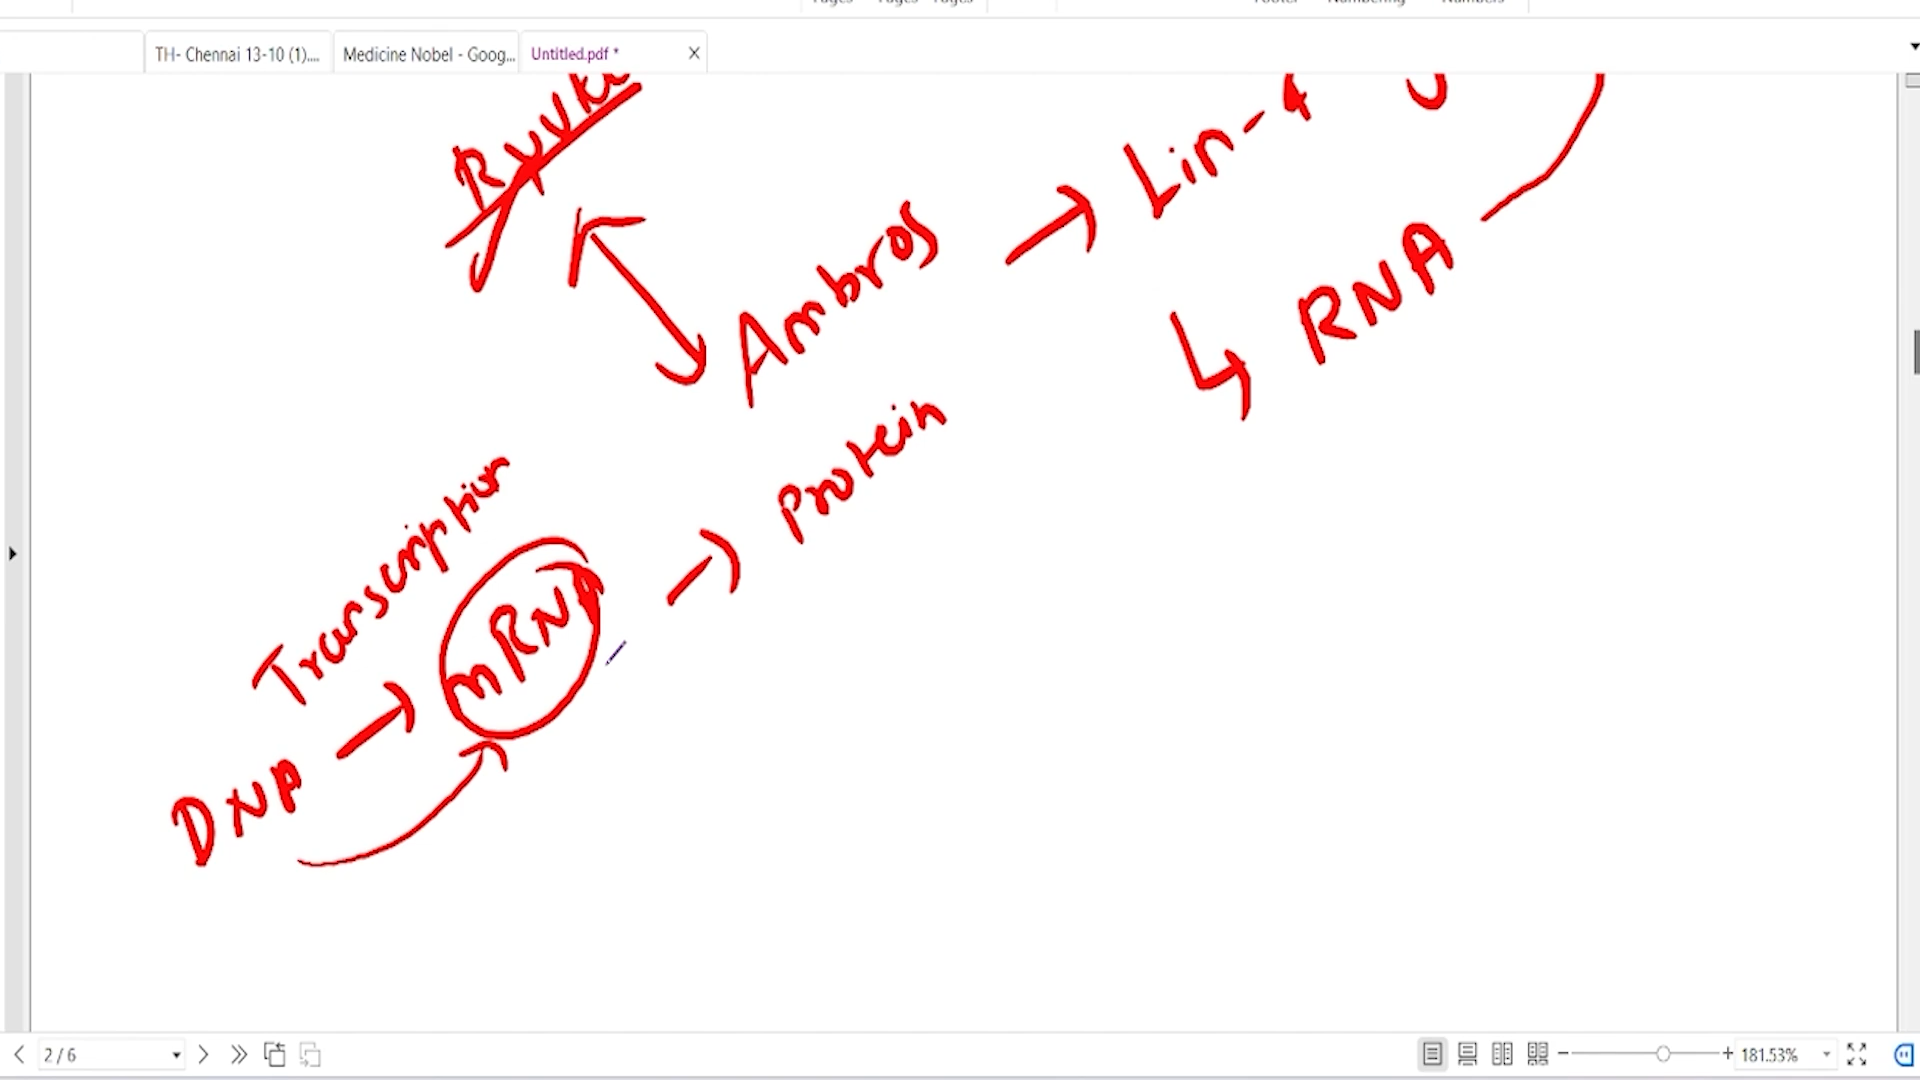 TH- Chennai 13-10 (1)....
Medicine Nobel - Goog...
Untitled.pdf *
Lin-4
Ambros
RNA
Protein
Transcription
mRNA
DNA
2 / 6
181.53%